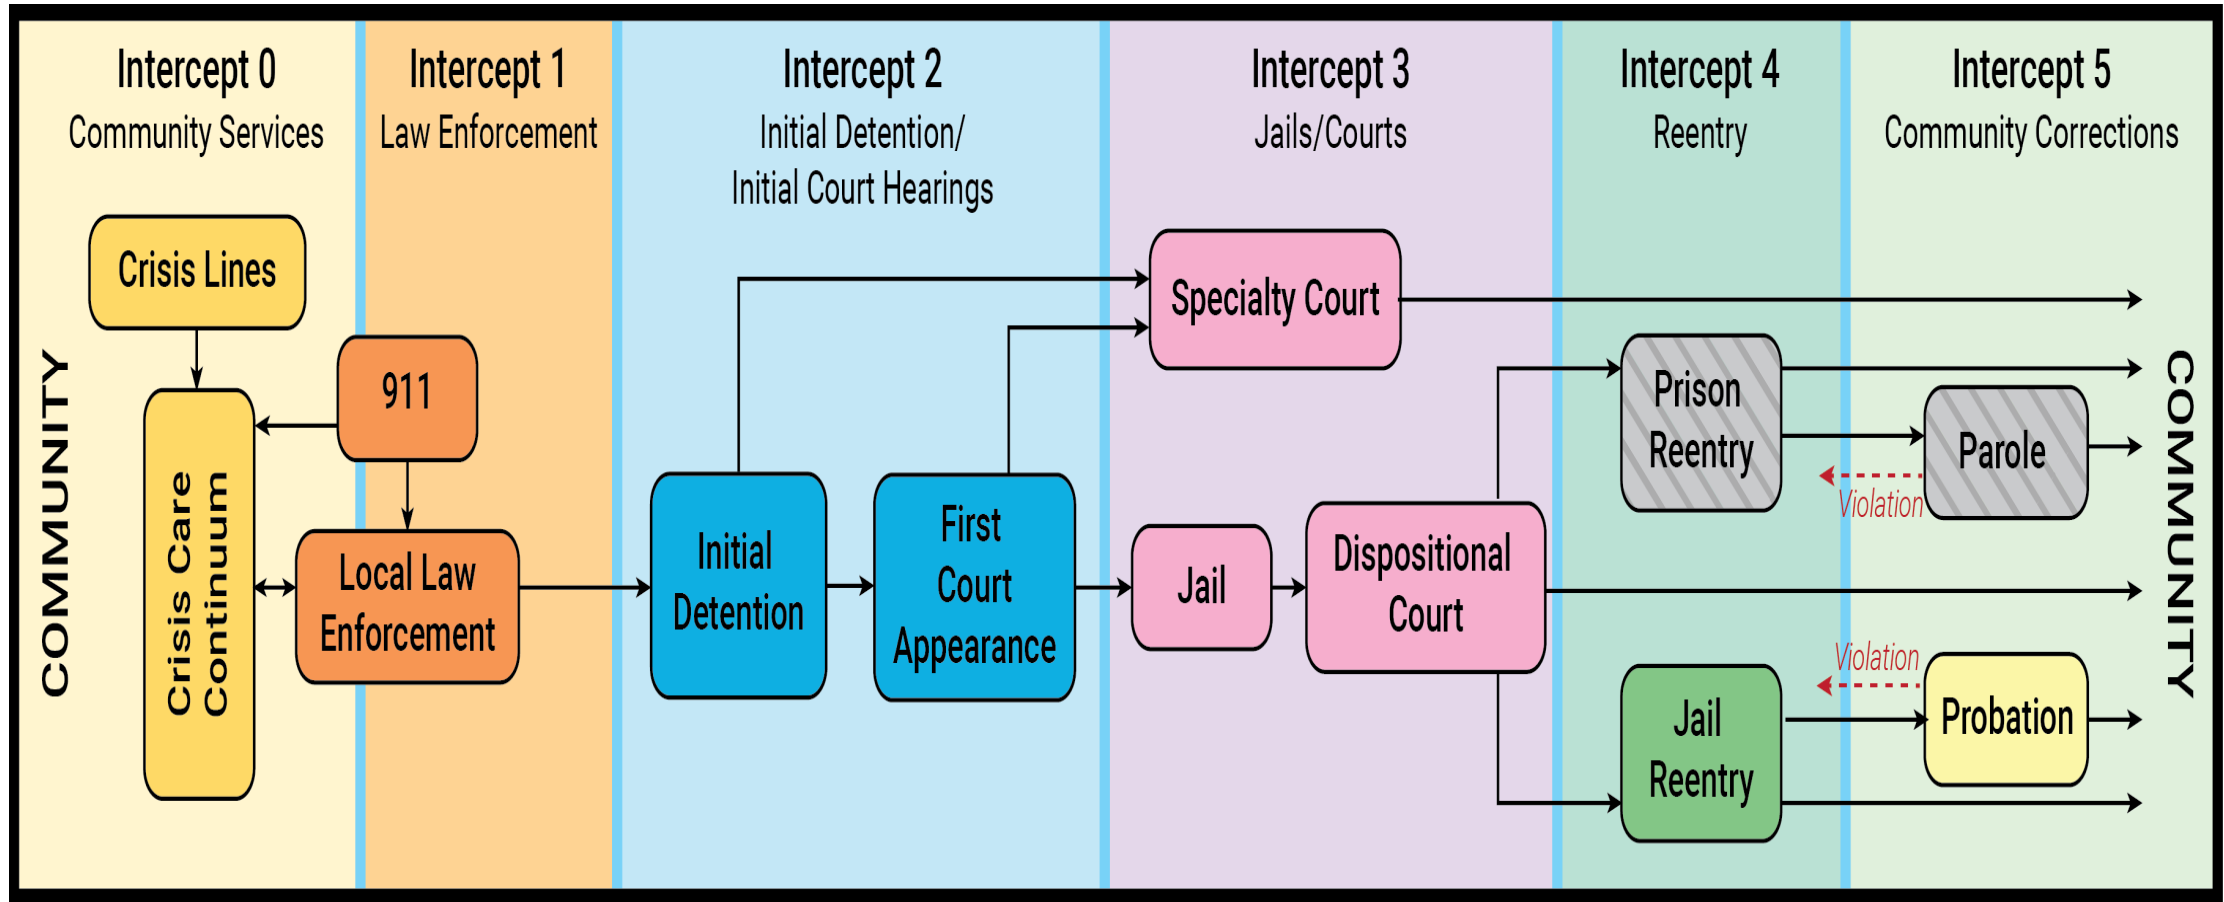 Intercept 0
Community Services
Intercept 1
Law Enforcement
Intercept 2
Initial Detention/
Initial Court Hearings
Intercept 3
Jails/Courts
Intercept 4
Reentry
Intercept 5
Community Corrections
COMMUNITY
Crisis Lines
Crisis Care
Continuum
911
Local Law
Enforcement
Initial
Detention
First
Court
Appearance
Specialty Court
Jail
Dispositional
Court
Prison
Reentry
Parole
Violation
Jail
Reentry
Violation
Probation
COMMUNITY